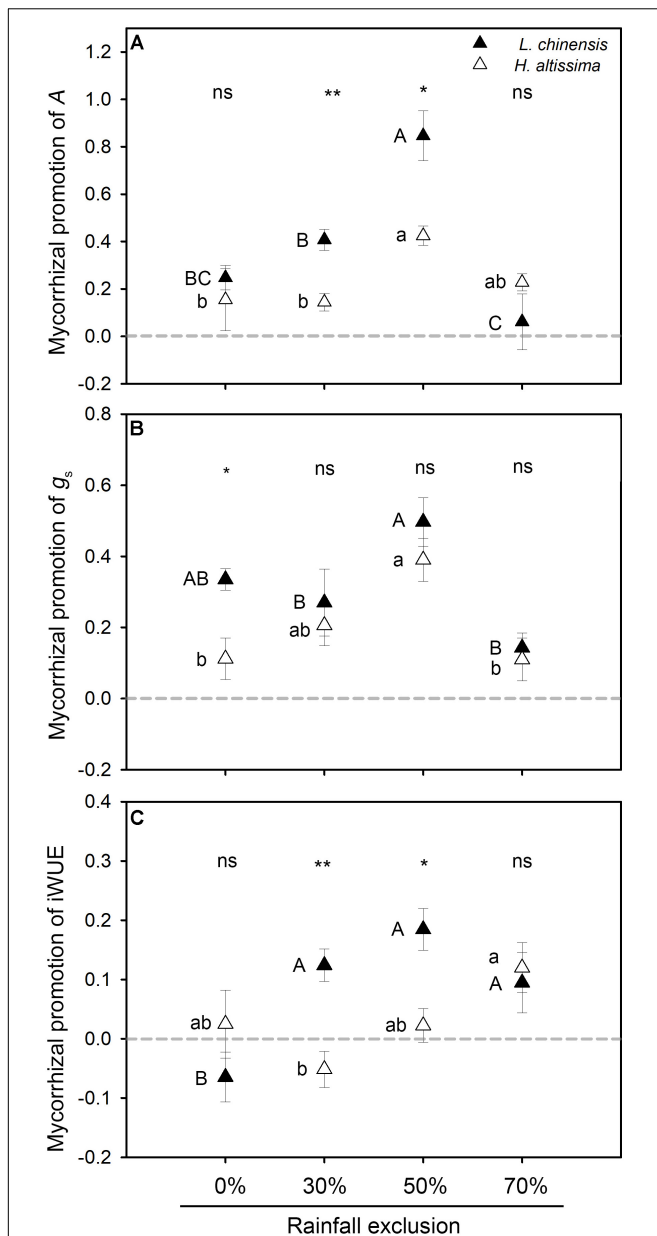 A
L. chinensis
H. altissima
Mycorrhizal promotion of A
1.2
1.0
0.8
0.6
0.4
0.2
0.0
-0.2
ns
**
*
ns
BC
b
B
b
A
a
ab
C
B
Mycorrhizal promotion of gs
0.8
0.6
0.4
0.2
0.0
-0.2
*
ns
ns
ns
AB
b
B
ab
A
a
B
b
C
Mycorrhizal promotion of iWUE
0.4
0.3
0.2
0.1
0.0
-0.1
-0.2
ns
**
*
ns
ab
B
A
b
A
ab
a
A
0%
30%
50%
70%
Rainfall exclusion